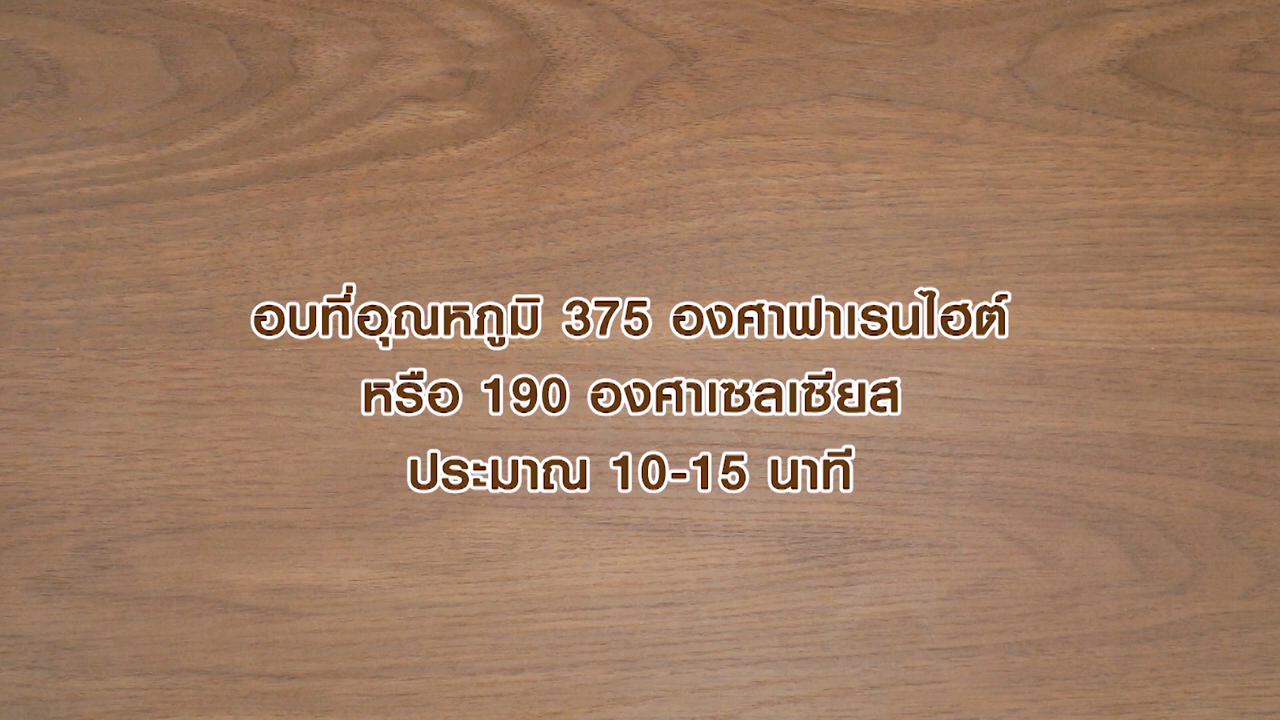 อบที่อุณหภูมิ 375 องศาฟาเรนไฮต์
หรือ 190 องศาเซลเซียส
ประมาณ 10-15 นาที